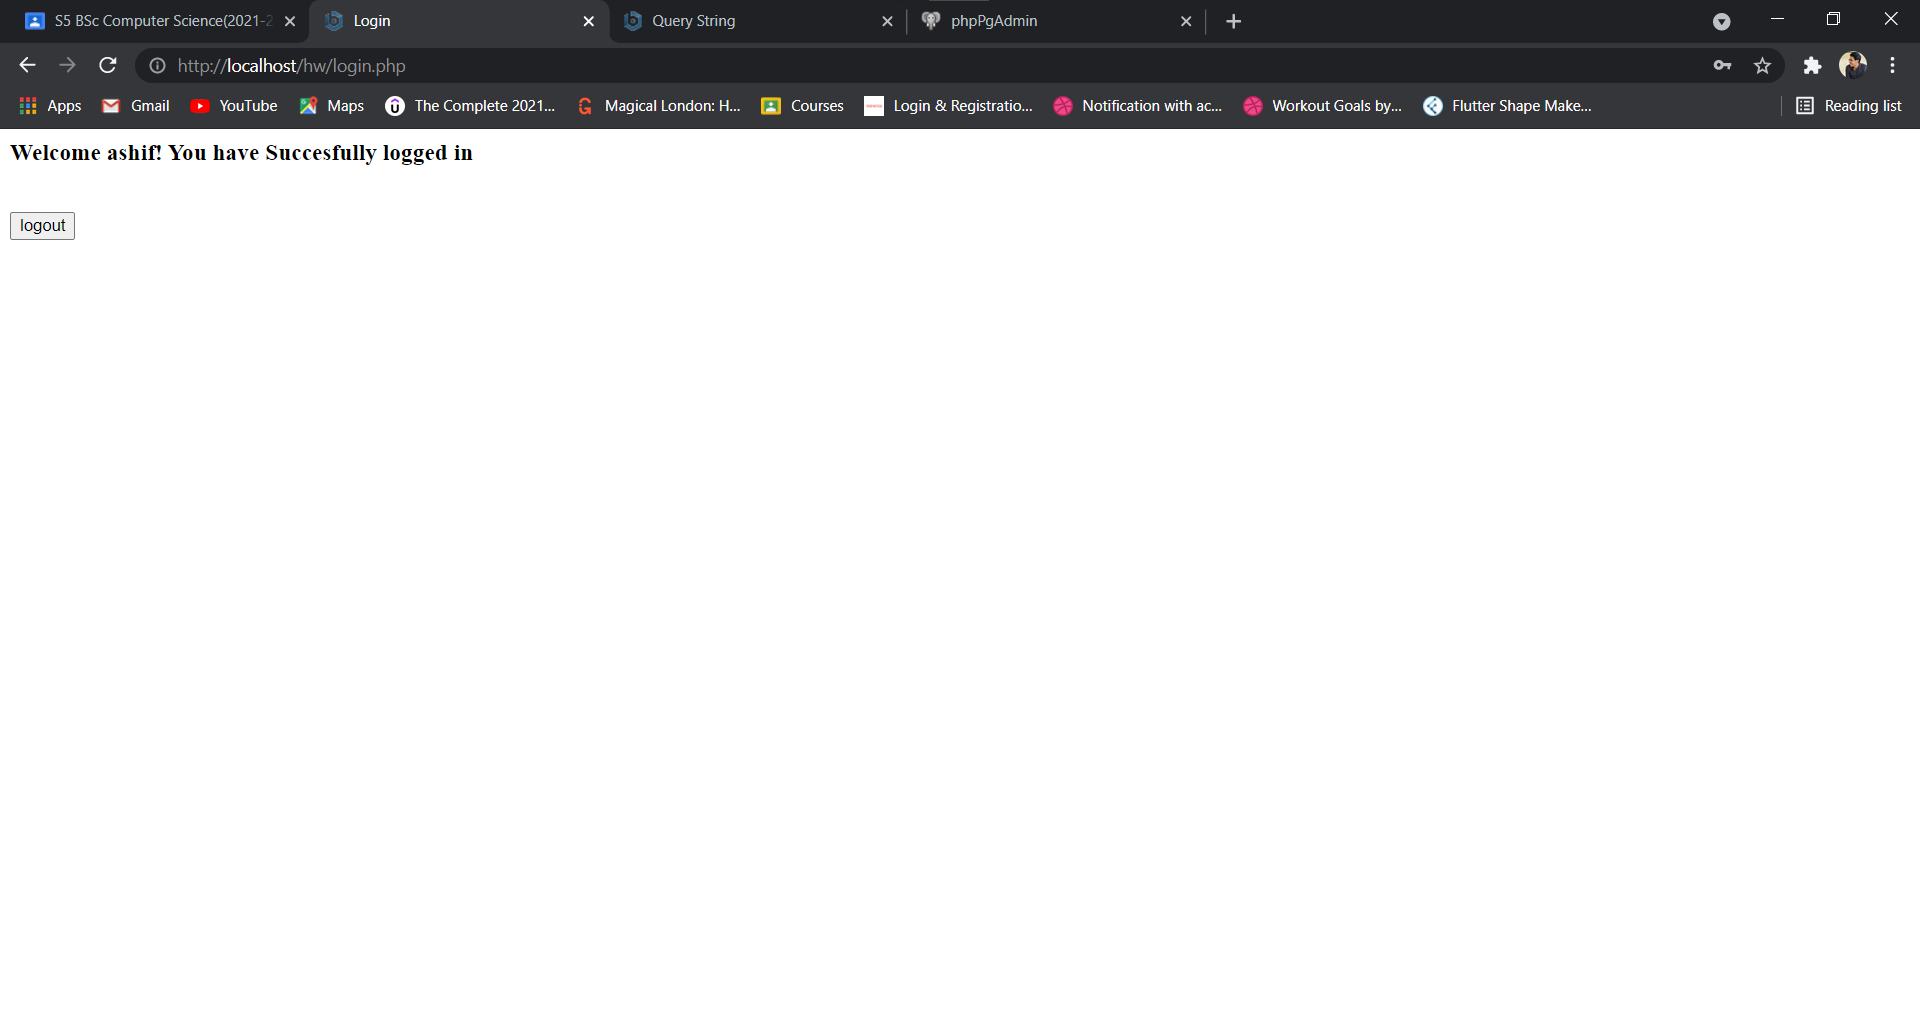 S5 BSc Computer Science(2021-2
Login
Query String
phpPgAdmin
http://localhost/hw/login.php
Apps
Gmail
YouTube
Maps
The Complete 2021...
Magical London: H...
Courses
Login & Registratio...
Notification with ac...
Workout Goals by...
Flutter Shape Make...
Reading list
Welcome ashif! You have Succesfully logged in
logout